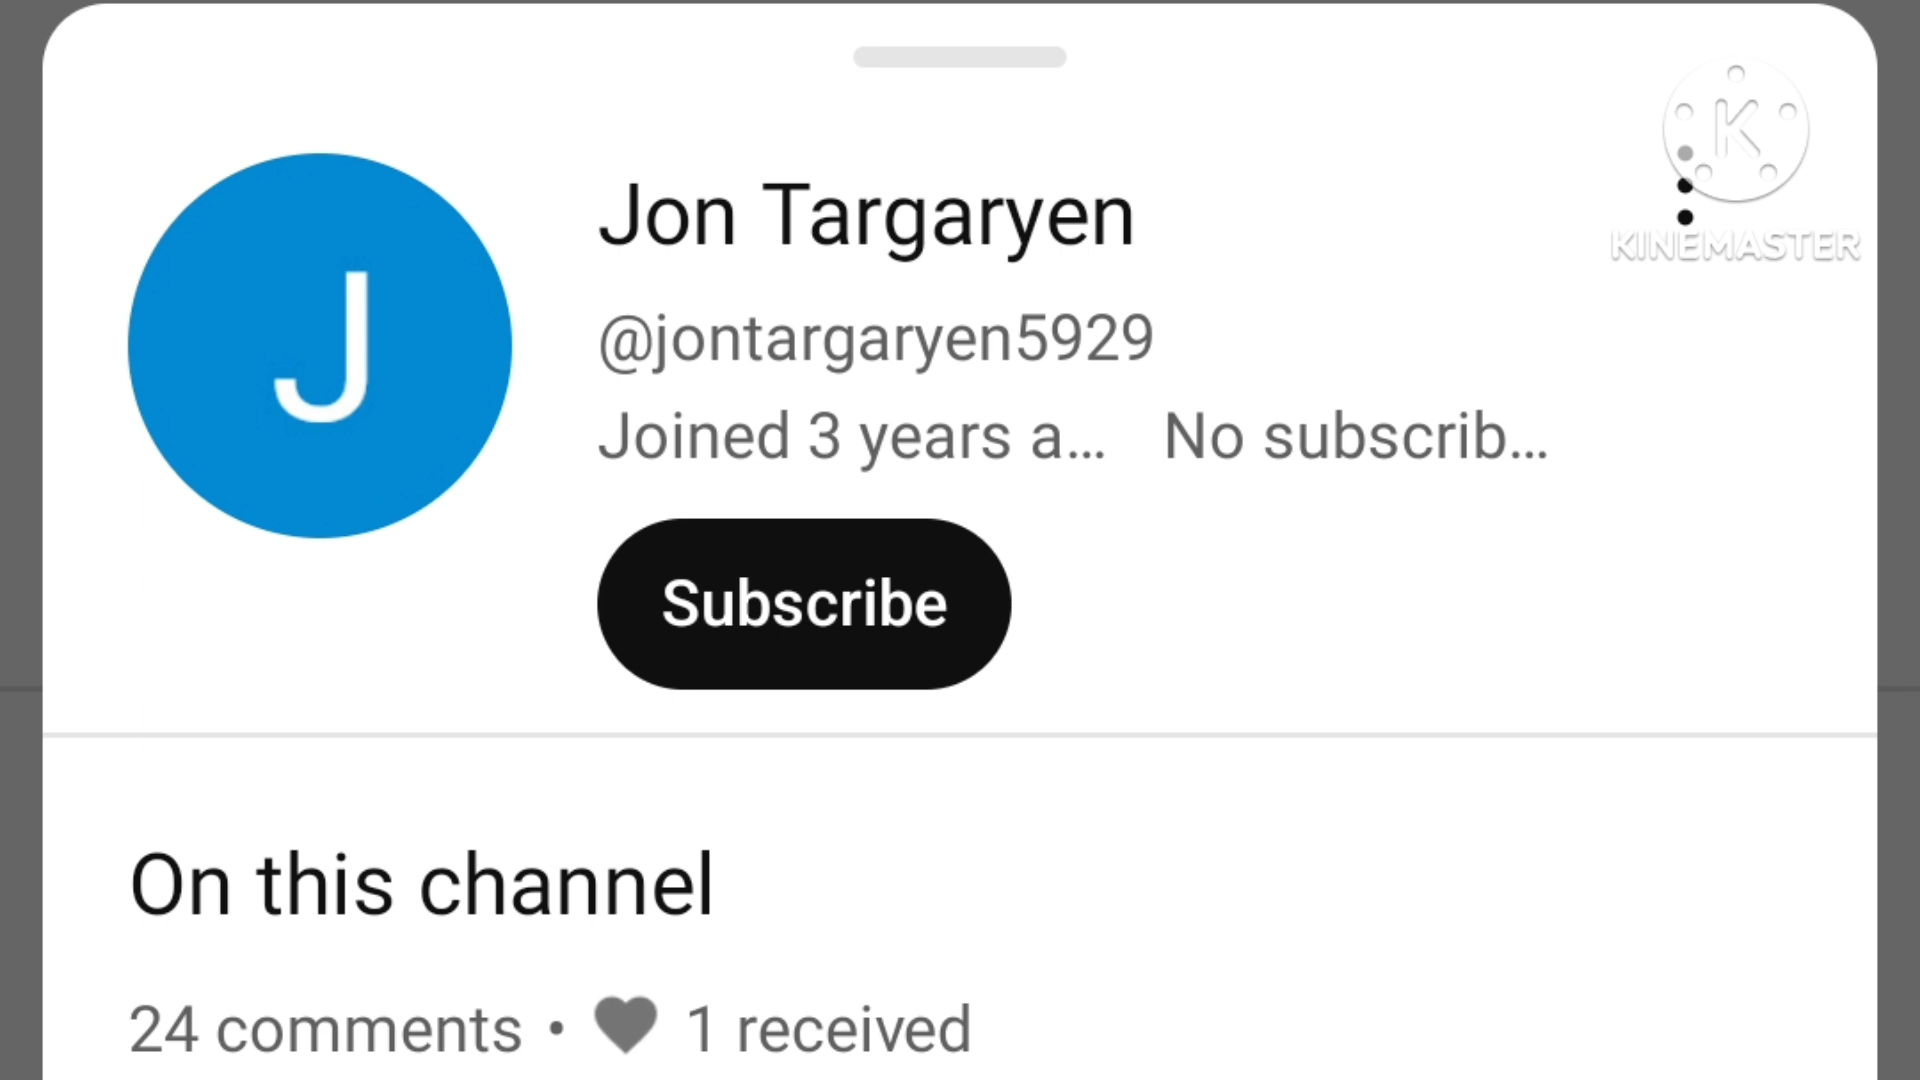 K
KINEMASTER
J
Jon Targaryen
@jontargaryen5929
Joined 3 years a... No subscrib...
Subscribe
On this channel
24 comments • 1 received